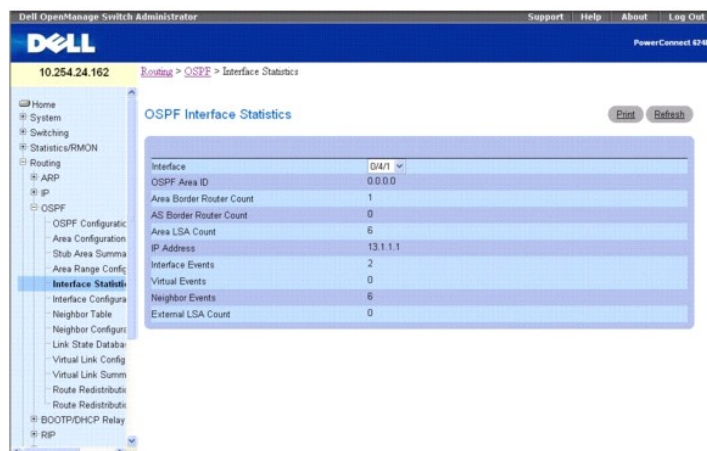 Dell OpenManage Switch Administrator Support Help About Log Out
DELL
PowerConnect 624
10.254.24.162
Routing > OSPF > Interface Statistics
Home
System
Switching
Statistics/RMON
Routing
ARP
IP
OSPF
OSPF Configuratic
Area Configuration
Stub Area Summa
Area Range Config
Interface Statisti
Interface Configura
Neighbor Table
Neighbor Configura
Link State Databa
Virtual Link Config
Virtual Link Summ
Route Redistributic
Route Redistributic
BOOTP/DHCP Relay
RIP
OSPF Interface Statistics
Print Refresh
Interface 0/4/1
OSPF Area ID 0.0.0.0
Area Border Router Count 1
AS Border Router Count 0
Area LSA Count 6
IP Address 13.1.1.1
Interface Events 2
Virtual Events 0
Neighbor Events 6
External LSA Count 0